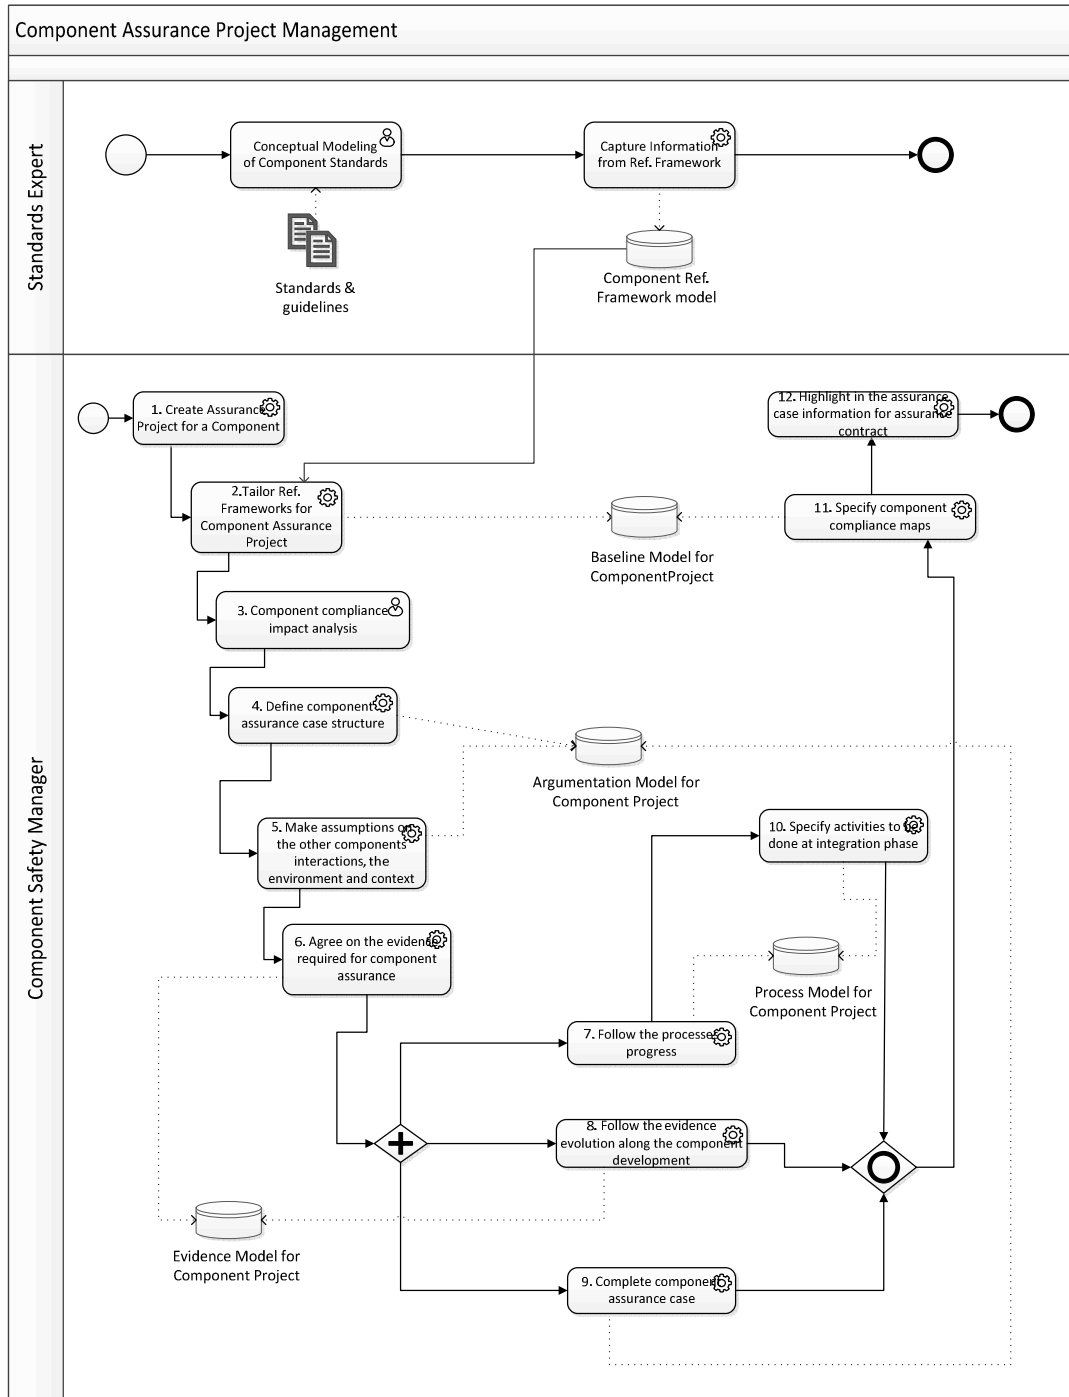 Component Assurance Project Management
Standards Expert
Conceptual Modeling
of Component Standards
Capture Information
from Ref. Framework
Standards &
guidelines
Component Ref.
Framework model
Component Safety Manager
1. Create Assurance
Project for a Component
12. Highlight in the assurance
case information for assurance
contract
2.Tailor Ref.
Frameworks for
Component Assurance
Project
Baseline Model for
ComponentProject
11. Specify component
compliance maps
3. Component compliance
impact analysis
4. Define component
assurance case structure
Argumentation Model for
Component Project
5. Make assumptions on
the other components
interactions, the
environment and context
10. Specify activities to be
done at integration phase
6. Agree on the evidence
required for component
assurance
Process Model for
Component Project
7. Follow the processes
progress
8. Follow the evidence
evolution along the component
development
Evidence Model for
Component Project
9. Complete component
assurance case